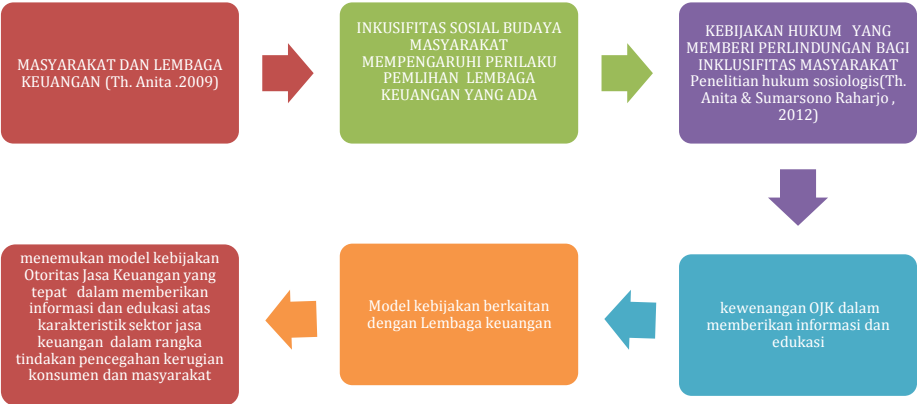 MASYARAKAT DAN LEMBAGA
KEUANGAN (Th. Anita .2009)
INKUSIFITAS SOSIAL BUDAYA
MASYARAKAT
MEMPENGARUHI PERILAKU
PEMLIHAN LEMBAGA
KEUANGAN YANG ADA
KEBIJAKAN HUKUM YANG
MEMBERI PERLINDUNGAN BAGI
INKLUSIFITAS MASYARAKAT
Penelitian hukum sosiologis(Th.
Anita & Sumarsono Raharjo ,
2012)
kewenangan OJK dalam
memberikan informasi dan
edukasi
Model kebijakan berkaitan
dengan Lembaga keuangan
menemukan model kebijakan
Otoritas Jasa Keuangan yang
tepat dalam memberikan
informasi dan edukasi atas
karakteristik sektor jasa
keuangan dalam rangka
tindakan pencegahan kerugian
konsumen dan masyarakat